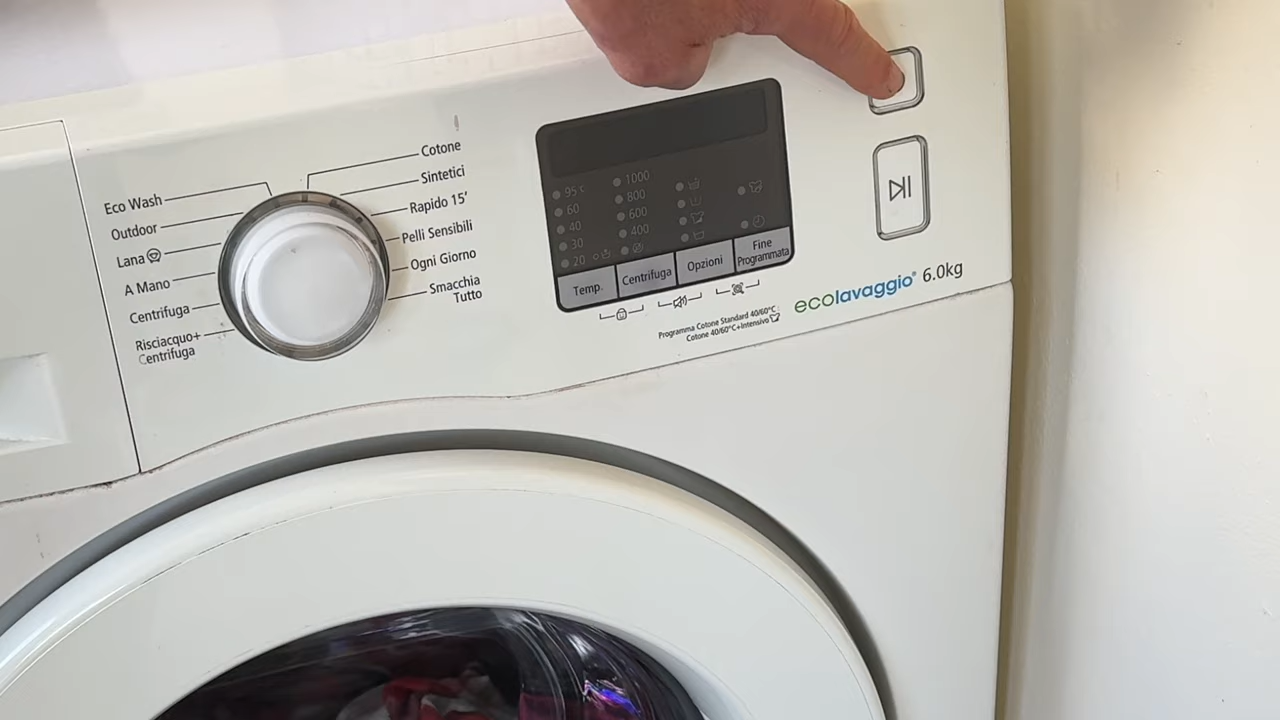 Cotone
Sintetici
Rapido 15'
Pelli Sensibili
Ogni Giorno
Smacchia
Tutto
Eco Wash
Outdoor
Lana
A Mano
Centrifuga
Risciacquo+
Centrifuga
95°C
60
40
30
20
1000
800
600
400
Temp.
Centrifuga
Opzioni
Fine
Programmata
Programma Cotone Standard 40/60°C:
Cotone 40/60°C+Intensivo
ecolavaggio® 6.0kg